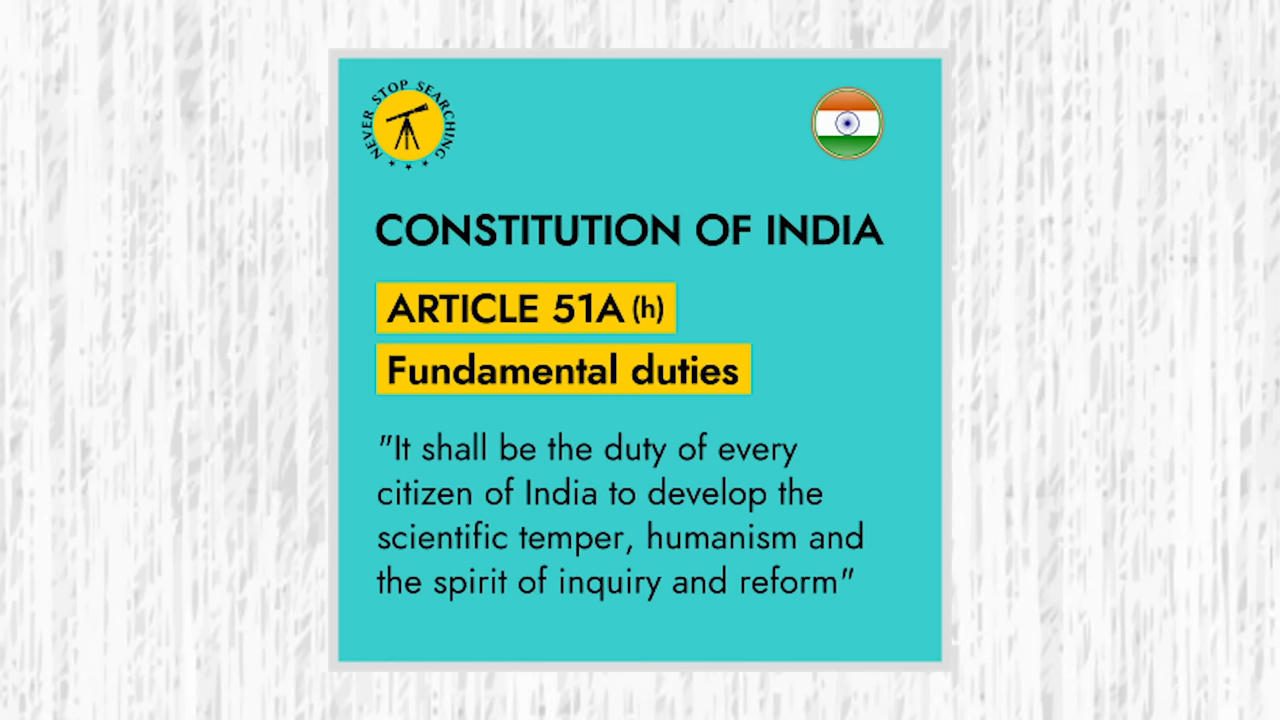 NEVER STOP SEARCHING
CONSTITUTION OF INDIA
ARTICLE 51A (h)
Fundamental duties
"It shall be the duty of every
citizen of India to develop the
scientific temper, humanism and
the spirit of inquiry and reform"